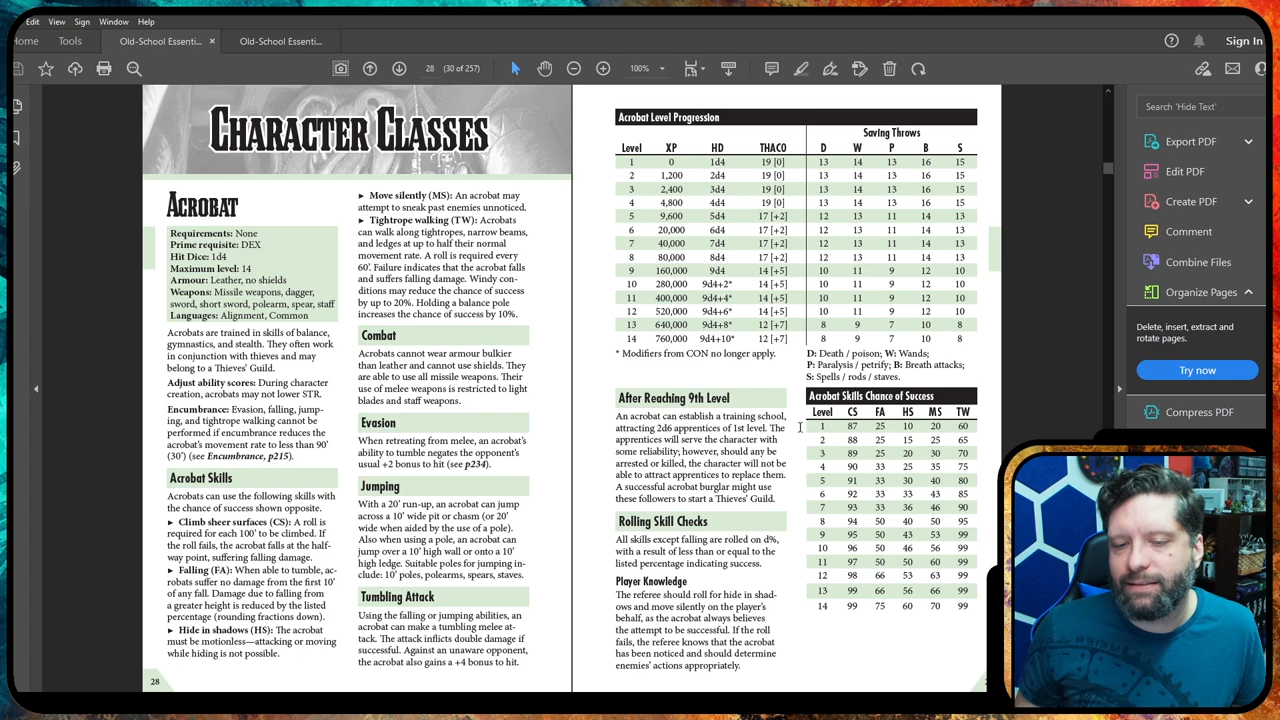 Edit View Sign Window Help
ome Tools Old-School Essenti... × Old-School Essenti... Sign In
28 (30 of 257) 100%
CHARACTER CLASSES
ACROBAT
Requirements: None
Prime requisite: DEX
Hit Dice: 1d4
Maximum level: 14
Armour: Leather, no shields
Weapons: Missile weapons, dagger,
sword, short sword, polearm, spear, staff
Languages: Alignment, Common
Acrobats are trained in skills of balance,
gymnastics, and stealth. They often work
in conjunction with thieves and may
belong to a Thieves' Guild.
Adjust ability scores: During character
creation, acrobats may not lower STR.
Encumbrance: Evasion, falling, jump-
ing, and tightrope walking cannot be
performed if encumbrance reduces the
acrobat's movement rate to less than 90'
(30') (see Encumbrance, p215).
Acrobat Skills
Acrobats can use the following skills with
the chance of success shown opposite.
► Climb sheer surfaces (CS): A roll is
required for each 100' to be climbed. If
the roll fails, the acrobat falls at the half-
way point, suffering falling damage.
► Falling (FA): When able to tumble, ac-
robats suffer no damage from the first 10'
of any fall. Damage due to falling from
a greater height is reduced by the listed
percentage (rounding fractions down).
► Hide in shadows (HS): The acrobat
must be motionless—attacking or moving
while hiding is not possible.
28
► Move silently (MS): An acrobat may
attempt to sneak past enemies unnoticed.
► Tightrope walking (TW): Acrobats
can walk along tightropes, narrow beams,
and ledges at up to half their normal
movement rate. A roll is required every
60'. Failure indicates that the acrobat falls
and suffers falling damage. Windy con-
ditions may reduce the chance of success
by up to 20%. Holding a balance pole
increases the chance of success by 10%.
Combat
Acrobats cannot wear armour bulkier
than leather and cannot use shields. They
are able to use all missile weapons. Their
use of melee weapons is restricted to light
blades and staff weapons.
Evasion
When retreating from melee, an acrobat's
ability to tumble negates the opponent's
usual +2 bonus to hit (see p234).
Jumping
With a 20' run-up, an acrobat can jump
across a 10' wide pit or chasm (or 20'
wide when aided by the use of a pole).
Also when using a pole, an acrobat can
jump over a 10' high wall or onto a 10'
high ledge. Suitable poles for jumping in-
clude: 10' poles, polearms, spears, staves.
Tumbling Attack
Using the falling or jumping abilities, an
acrobat can make a tumbling melee at-
tack. The attack inflicts double damage if
successful. Against an unaware opponent,
the acrobat also gains a +4 bonus to hit.
Acrobat Level Progression
Saving Throws
Level XP HD THAC0 D W P B S
1 0 1d4 19 [0] 13 14 13 16 15
2 1,200 2d4 19 [0] 13 14 13 16 15
3 2,400 3d4 19 [0] 13 14 13 16 15
4 4,800 4d4 19 [0] 13 14 13 16 15
5 9,600 5d4 17 [+2] 12 13 11 14 13
6 20,000 6d4 17 [+2] 12 13 11 14 13
7 40,000 7d4 17 [+2] 12 13 11 14 13
8 80,000 8d4 17 [+2] 12 13 11 14 13
9 160,000 9d4 14 [+5] 10 11 9 12 10
10 280,000 9d4+2* 14 [+5] 10 11 9 12 10
11 400,000 9d4+4* 14 [+5] 10 11 9 12 10
12 520,000 9d4+6* 14 [+5] 10 11 9 12 10
13 640,000 9d4+8* 12 [+7] 8 9 7 10 8
14 760,000 9d4+10* 12 [+7] 8 9 7 10 8
* Modifiers from CON no longer apply.
D: Death / poison; W: Wands;
P: Paralysis / petrify; B: Breath attacks;
S: Spells / rods / staves.
After Reaching 9th Level
An acrobat can establish a training school,
attracting 2d6 apprentices of 1st level. The
apprentices will serve the character with
some reliability; however, should any be
arrested or killed, the character will not be
able to attract apprentices to replace them.
A successful acrobat burglar might use
these followers to start a Thieves' Guild.
Rolling Skill Checks
All skills except falling are rolled on d%,
with a result of less than or equal to the
listed percentage indicating success.
Player Knowledge
The referee should roll for hide in shad-
ows and move silently on the player's
behalf, as the acrobat always believes
the attempt to be successful. If the roll
fails, the referee knows that the acrobat
has been noticed and should determine
enemies' actions appropriately.
Acrobat Skills Chance of Success
Level CS FA HS MS TW
1 87 25 10 20 60
2 88 25 15 25 65
3 89 25 20 30 70
4 90 33 25 35 75
5 91 33 30 40 80
6 92 33 33 43 85
7 93 33 36 46 90
8 94 50 40 50 95
9 95 50 43 53 99
10 96 50 46 56 99
11 97 50 50 60 99
12 98 66 53 63 99
13 99 66 56 66 99
14 99 75 60 70 99
Search 'Hide Text'
Export PDF
Edit PDF
Create PDF
Comment
Combine Files
Organize Pages
Delete, insert, extract and
rotate pages.
Try now
Compress PDF